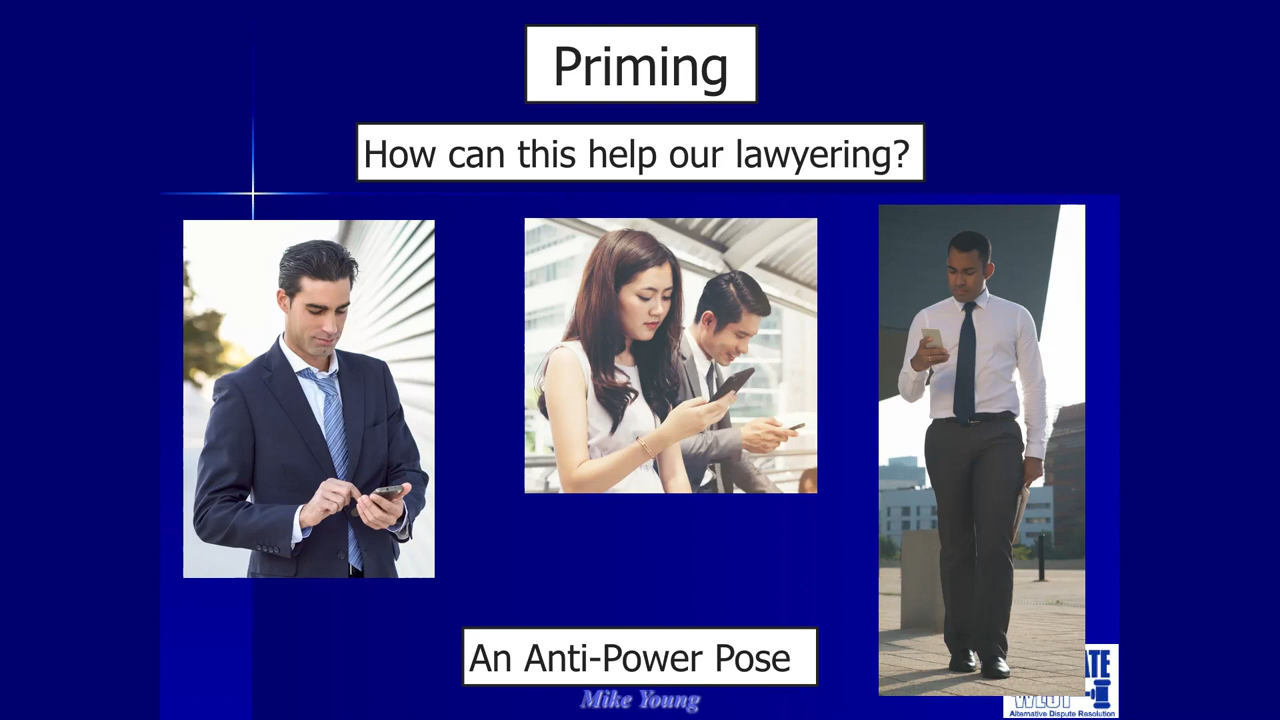 Priming
How can this help our lawyering?
An Anti-Power Pose
Mike Young
Alternative Dispute Resolution